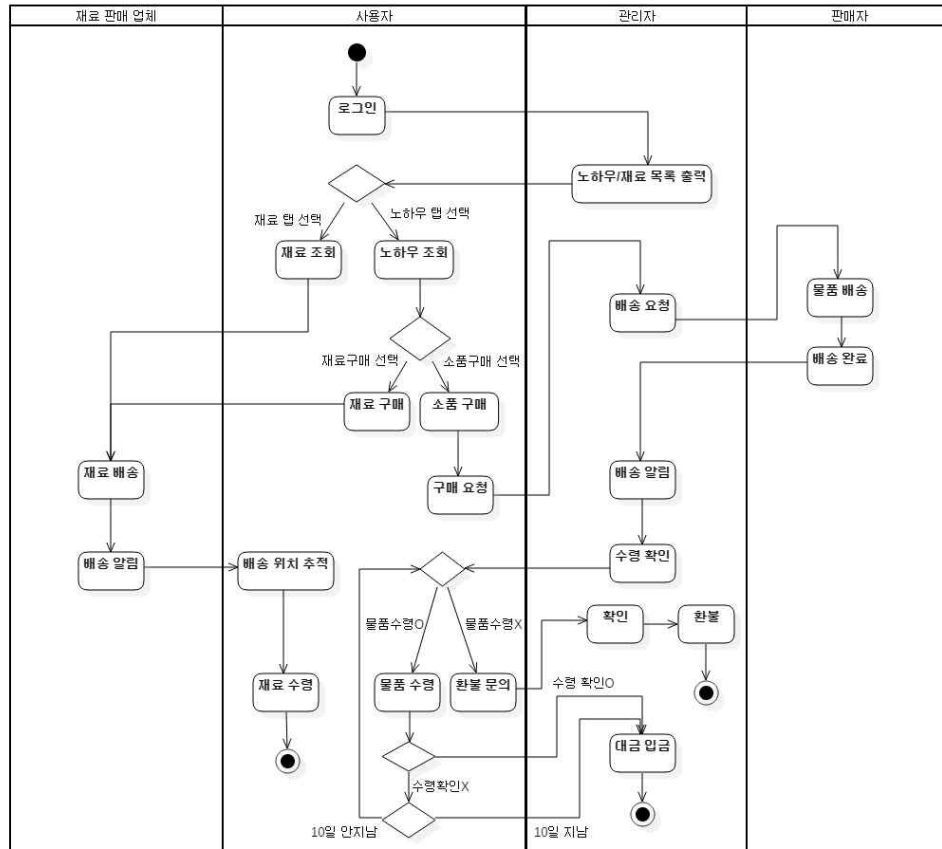 재료 판매 업체
사용자
관리자
판매자
로그인
노하우/재료 목록 출력
재료 탭 선택
노하우 탭 선택
재료 조회
노하우 조회
배송 요청
물품 배송
재료구매 선택
소품구매 선택
배송 완료
재료 구매
소품 구매
재료 배송
구매 요청
배송 알림
배송 알림
배송 위치 추적
수령 확인
물품수령O
물품수령X
확인
환불
재료 수령
물품 수령
환불 문의
수령 확인O
대금 입금
수령확인X
10일 안지남
10일 지남